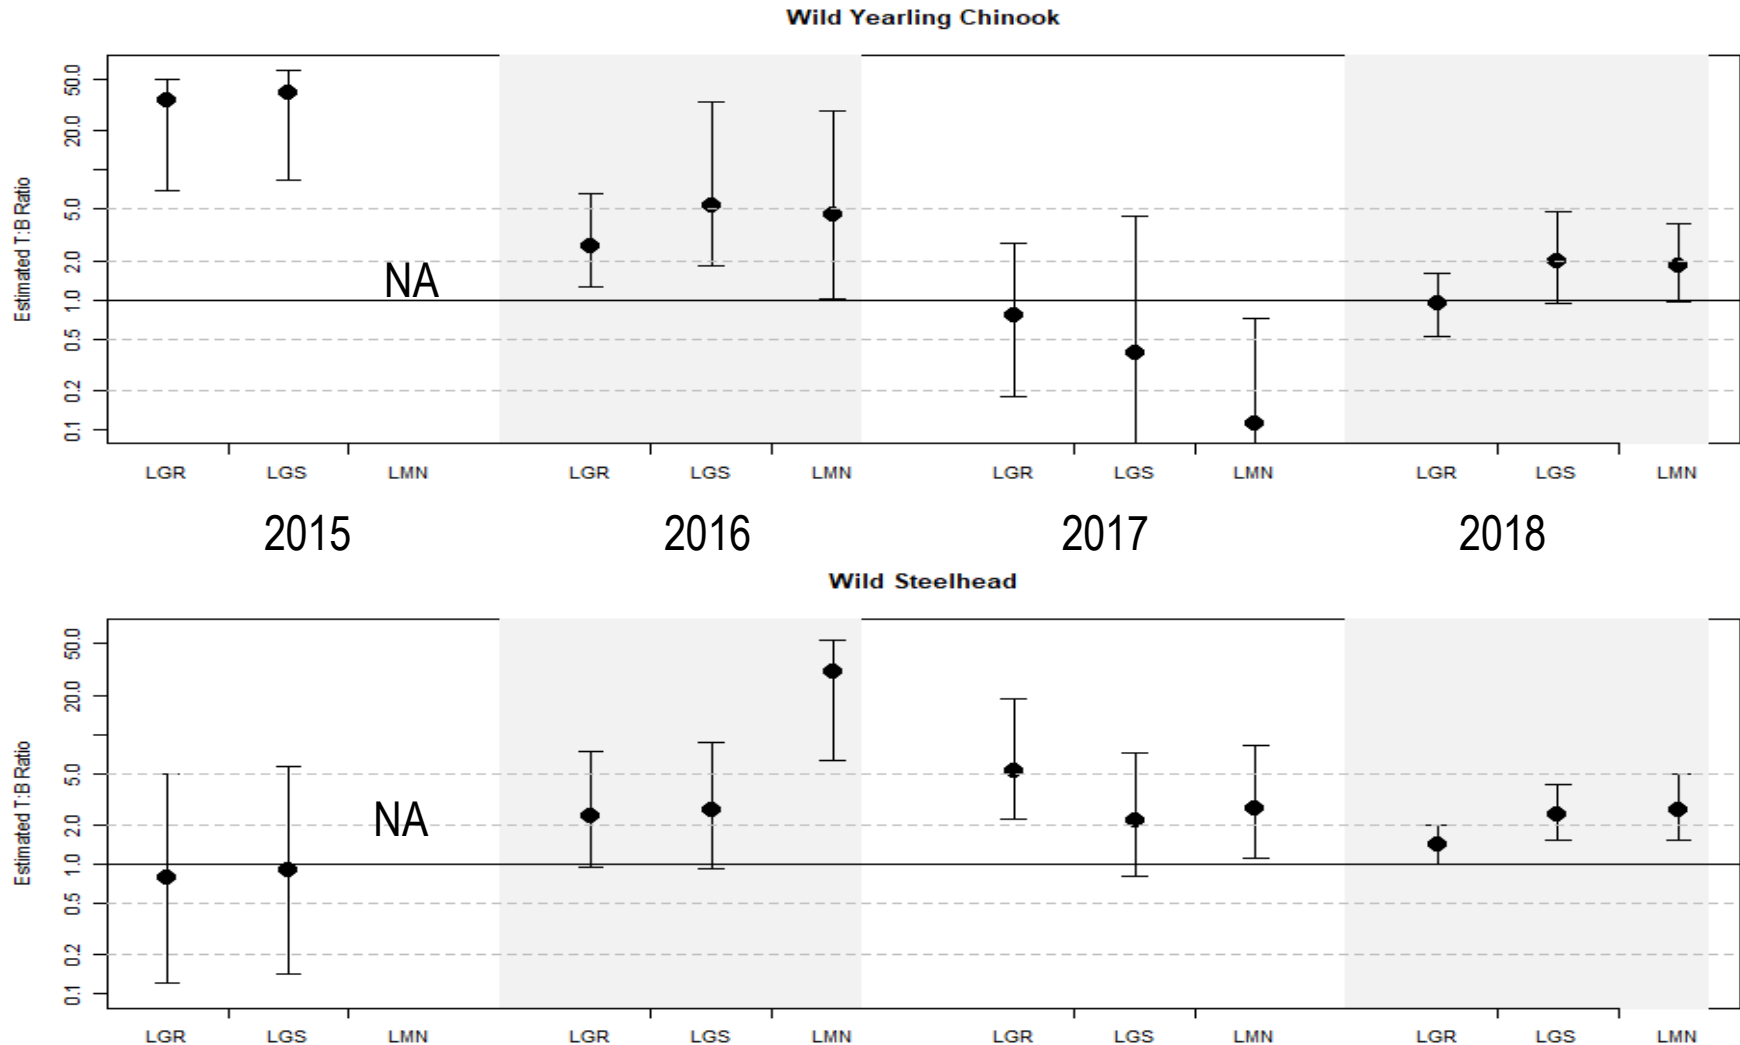 Wild Yearling Chinook
Estimated T:B Ratio
50.0
20.0
5.0
2.0
1.0
0.5
0.2
0.1
NA
LGR LGS LMN LGR LGS LMN LGR LGS LMN LGR LGS LMN
2015 2016 2017 2018
Wild Steelhead
Estimated T:B Ratio
50.0
20.0
5.0
2.0
1.0
0.5
0.2
0.1
NA
LGR LGS LMN LGR LGS LMN LGR LGS LMN LGR LGS LMN